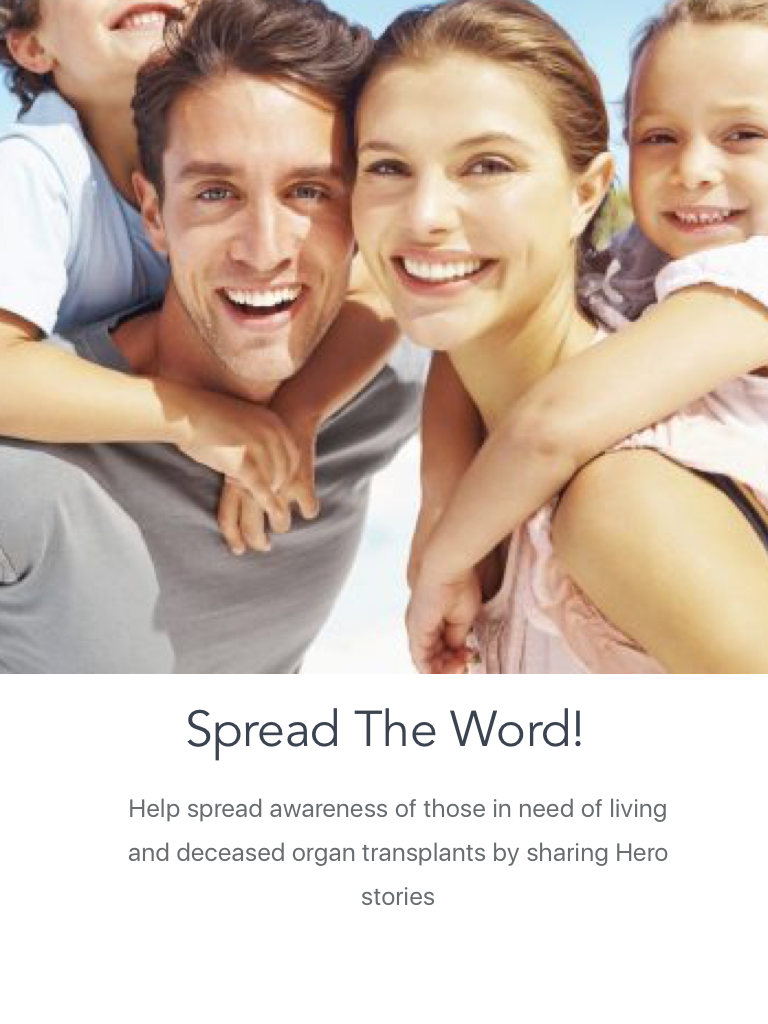 Spread The Word!
Help spread awareness of those in need of living
and deceased organ transplants by sharing Hero
stories